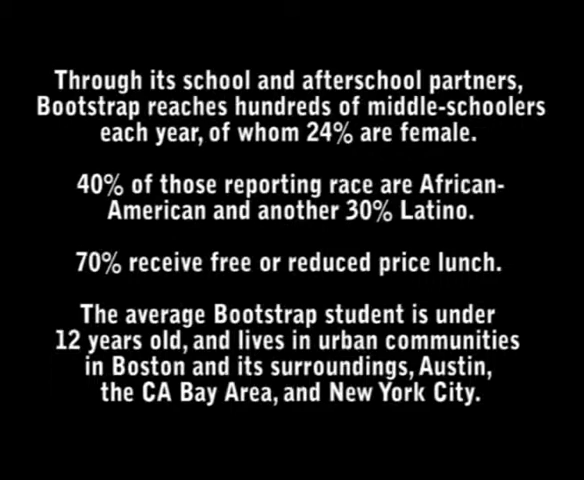 Through its school and afterschool partners,
Bootstrap reaches hundreds of middle-schoolers
each year, of whom 24% are female.
40% of those reporting race are African-
American and another 30% Latino.
70% receive free or reduced price lunch.
The average Bootstrap student is under
12 years old, and lives in urban communities
in Boston and its surroundings, Austin,
the CA Bay Area, and New York City.